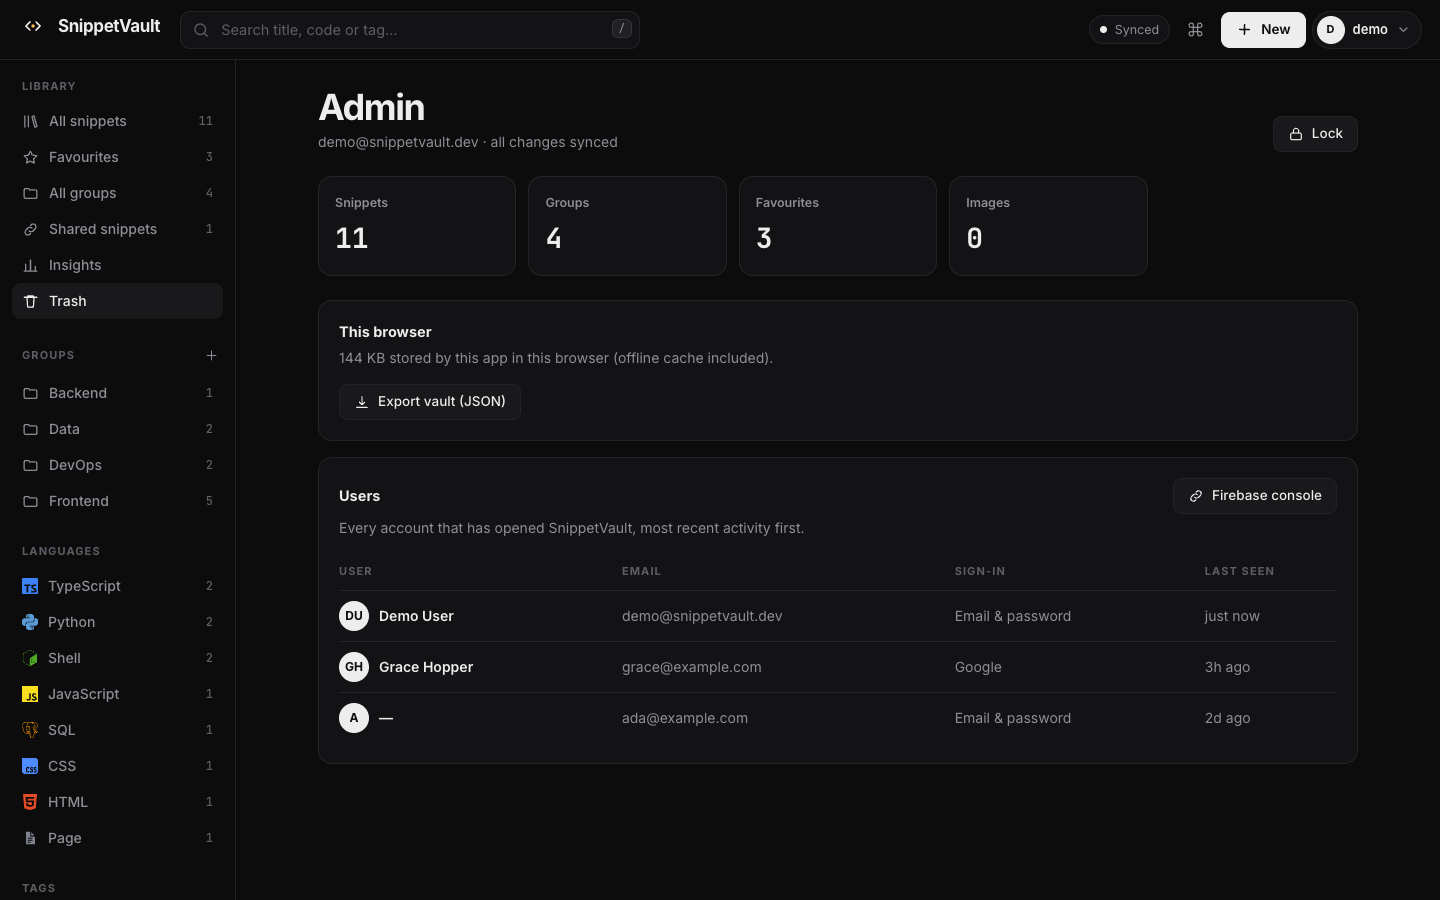 SnippetVault
Search title, code or tag...
/
Synced
⌘
New
D
demo
LIBRARY
All snippets 11
Favourites 3
All groups 4
Shared snippets 1
Insights
Trash
GROUPS
Backend 1
Data 2
DevOps 2
Frontend 5
LANGUAGES
TS TypeScript 2
Python 2
Shell 2
JS JavaScript 1
SQL 1
CSS CSS 1
HTML 1
Page 1
TAGS
Admin
demo@snippetvault.dev · all changes synced
Lock
Snippets
11
Groups
4
Favourites
3
Images
0
This browser
144 KB stored by this app in this browser (offline cache included).
Export vault (JSON)
Users
Firebase console
Every account that has opened SnippetVault, most recent activity first.
USER EMAIL SIGN-IN LAST SEEN
DU Demo User demo@snippetvault.dev Email & password just now
GH Grace Hopper grace@example.com Google 3h ago
A — ada@example.com Email & password 2d ago